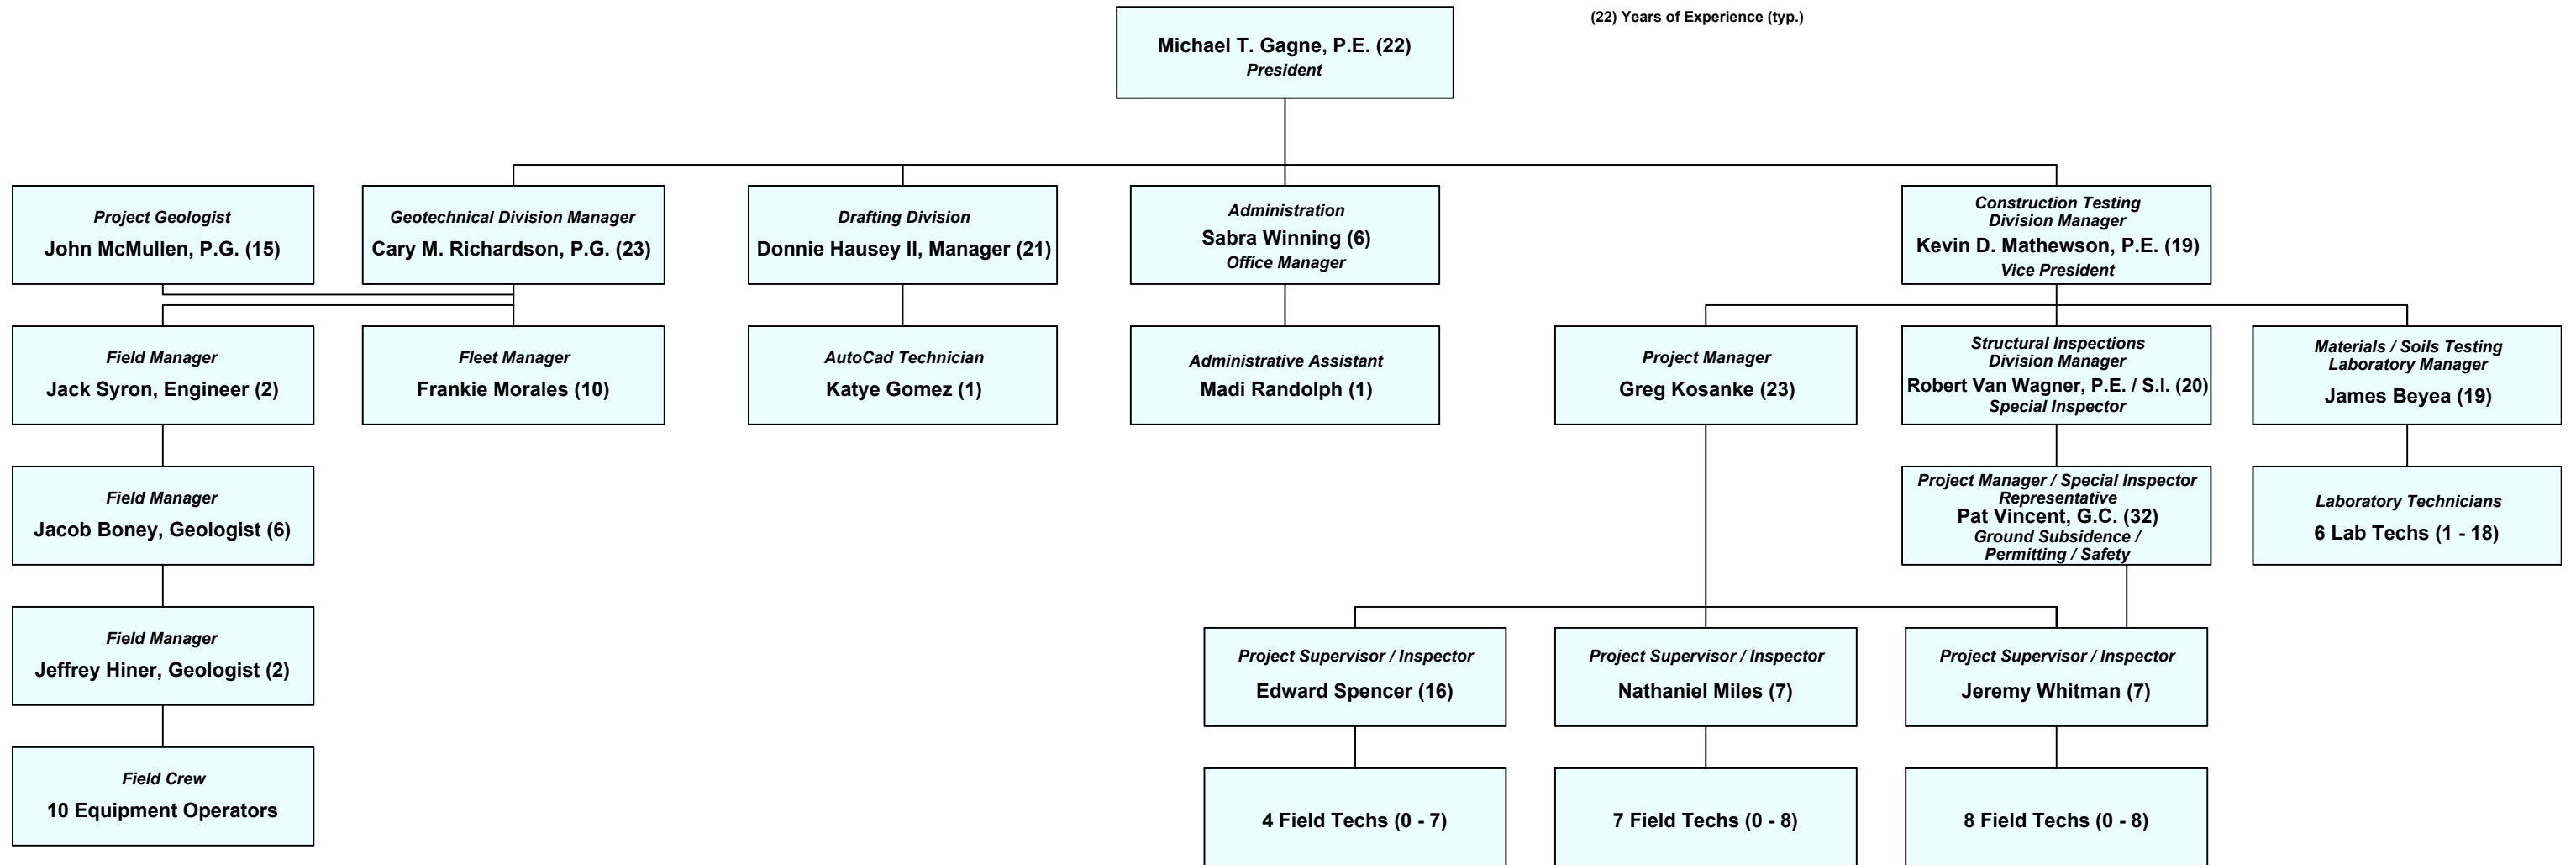 (22) Years of Experience (typ.)
Michael T. Gagne, P.E. (22)
President
Project Geologist
John McMullen, P.G. (15)
Geotechnical Division Manager
Cary M. Richardson, P.G. (23)
Drafting Division
Donnie Hausey II, Manager (21)
Administration
Sabra Winning (6)
Office Manager
Construction Testing
Division Manager
Kevin D. Mathewson, P.E. (19)
Vice President
Field Manager
Jack Syron, Engineer (2)
Fleet Manager
Frankie Morales (10)
AutoCad Technician
Katye Gomez (1)
Administrative Assistant
Madi Randolph (1)
Project Manager
Greg Kosanke (23)
Structural Inspections
Division Manager
Robert Van Wagner, P.E. / S.I. (20)
Special Inspector
Materials / Soils Testing
Laboratory Manager
James Beyea (19)
Field Manager
Jacob Boney, Geologist (6)
Project Manager / Special Inspector
Representative
Pat Vincent, G.C. (32)
Ground Subsidence /
Permitting / Safety
Laboratory Technicians
6 Lab Techs (1 - 18)
Field Manager
Jeffrey Hiner, Geologist (2)
Project Supervisor / Inspector
Edward Spencer (16)
Project Supervisor / Inspector
Nathaniel Miles (7)
Project Supervisor / Inspector
Jeremy Whitman (7)
Field Crew
10 Equipment Operators
4 Field Techs (0 - 7)
7 Field Techs (0 - 8)
8 Field Techs (0 - 8)